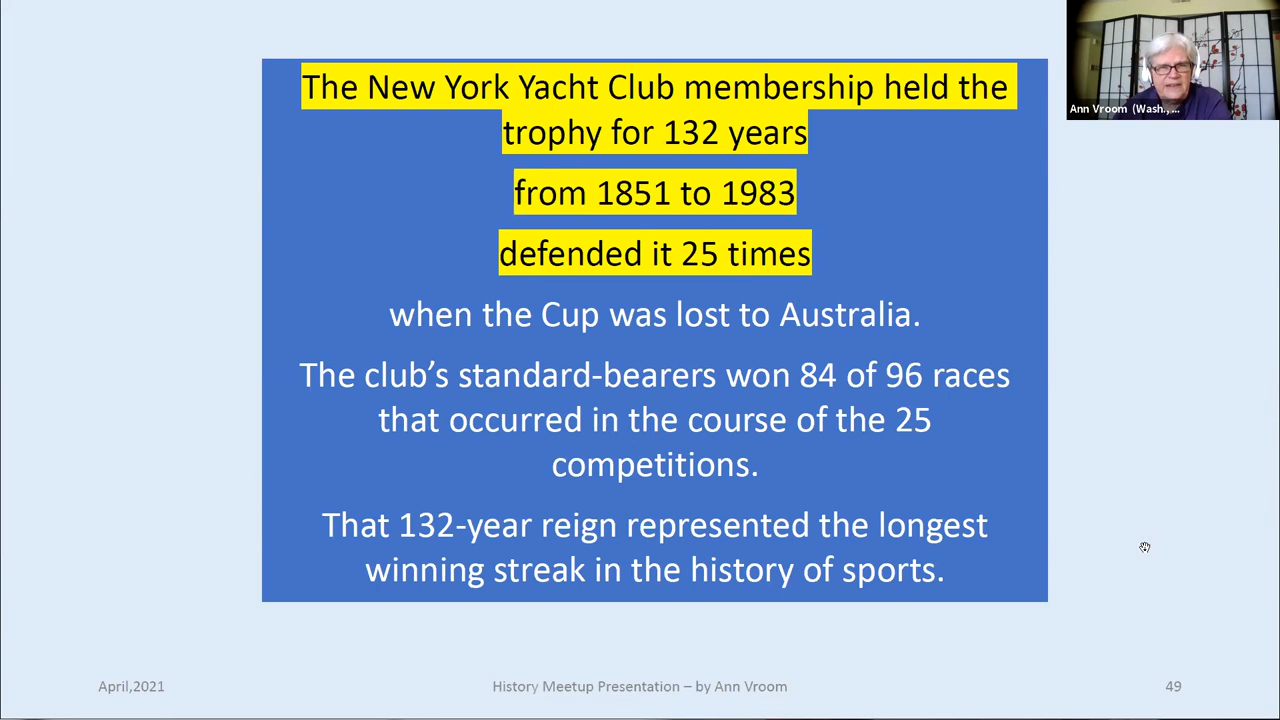 The New York Yacht Club membership held the
trophy for 132 years
from 1851 to 1983
defended it 25 times
when the Cup was lost to Australia.
The club’s standard-bearers won 84 of 96 races
that occurred in the course of the 25
competitions.
That 132-year reign represented the longest
winning streak in the history of sports.
Ann Vroom (Wash.,...
April,2021
History Meetup Presentation – by Ann Vroom
49